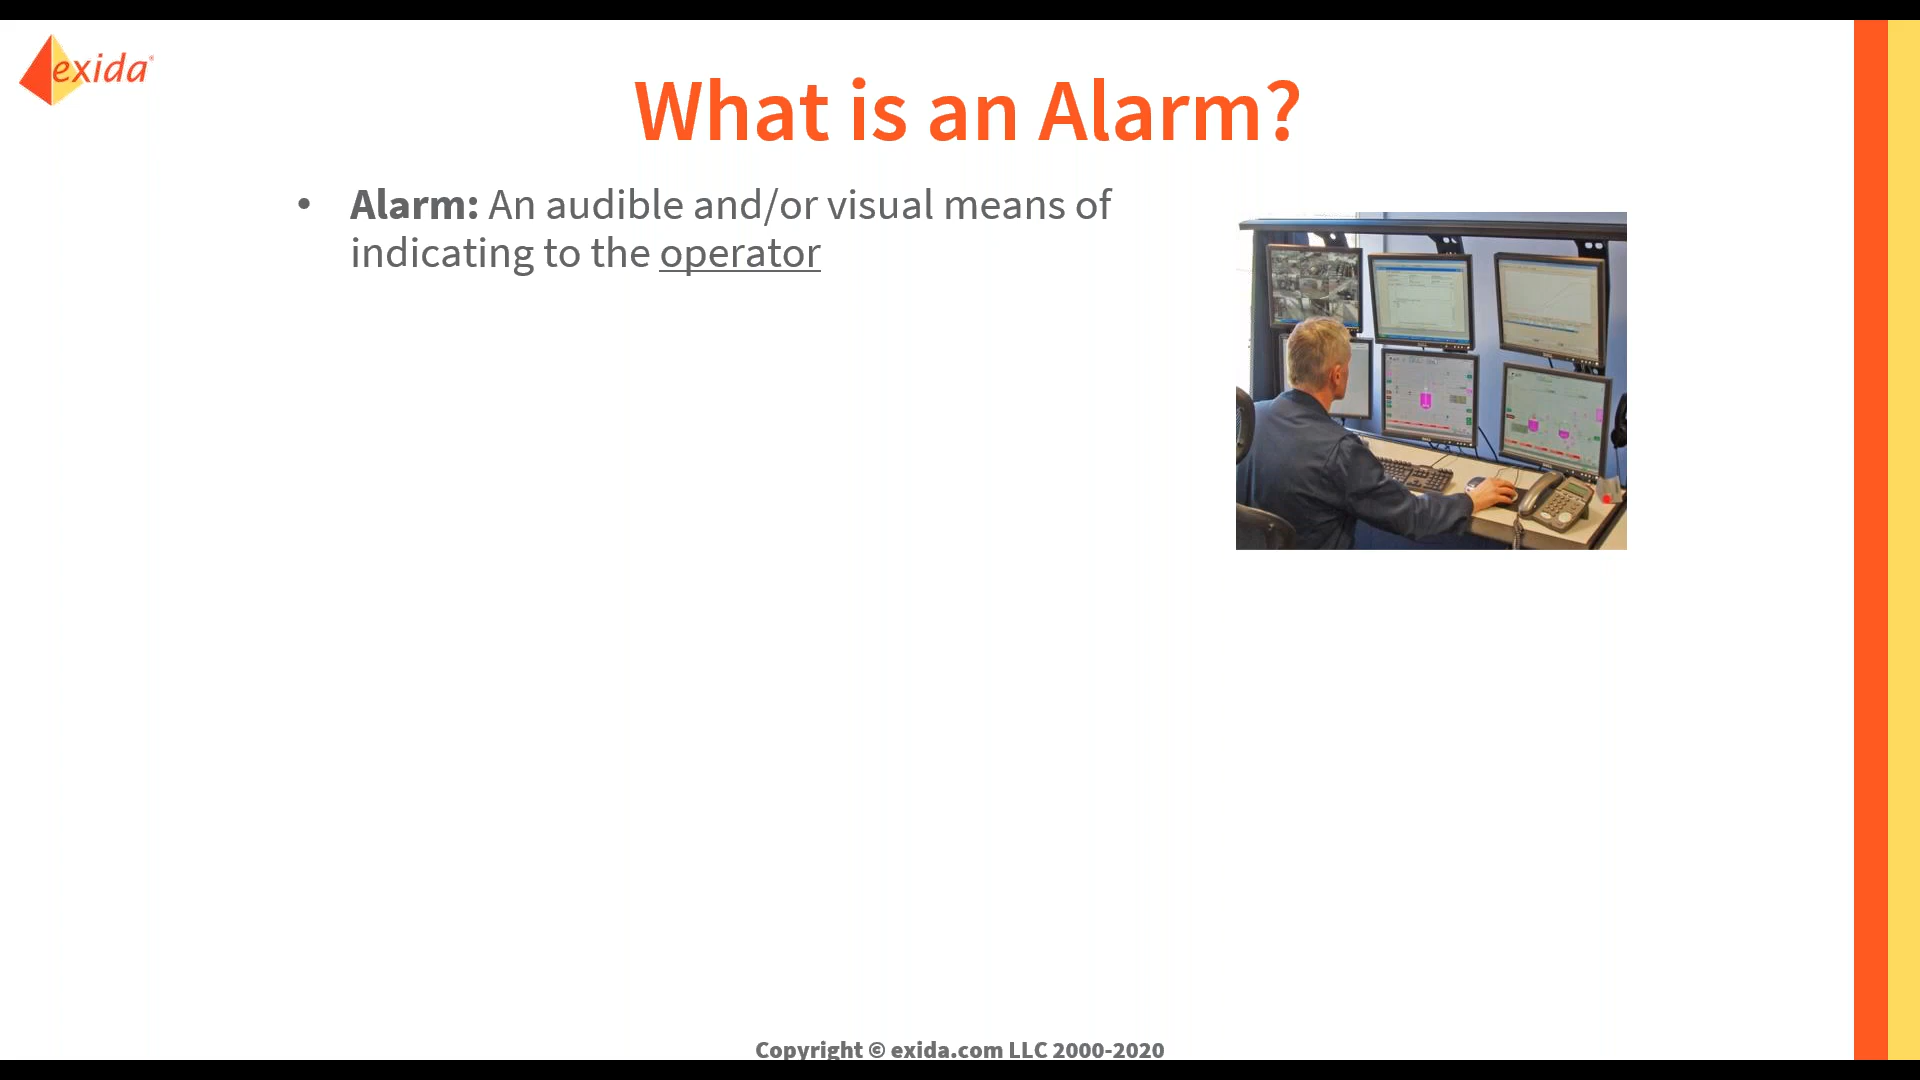 exida
What is an Alarm?
• Alarm: An audible and/or visual means of
indicating to the operator
Copyright © exida.com LLC 2000-2020